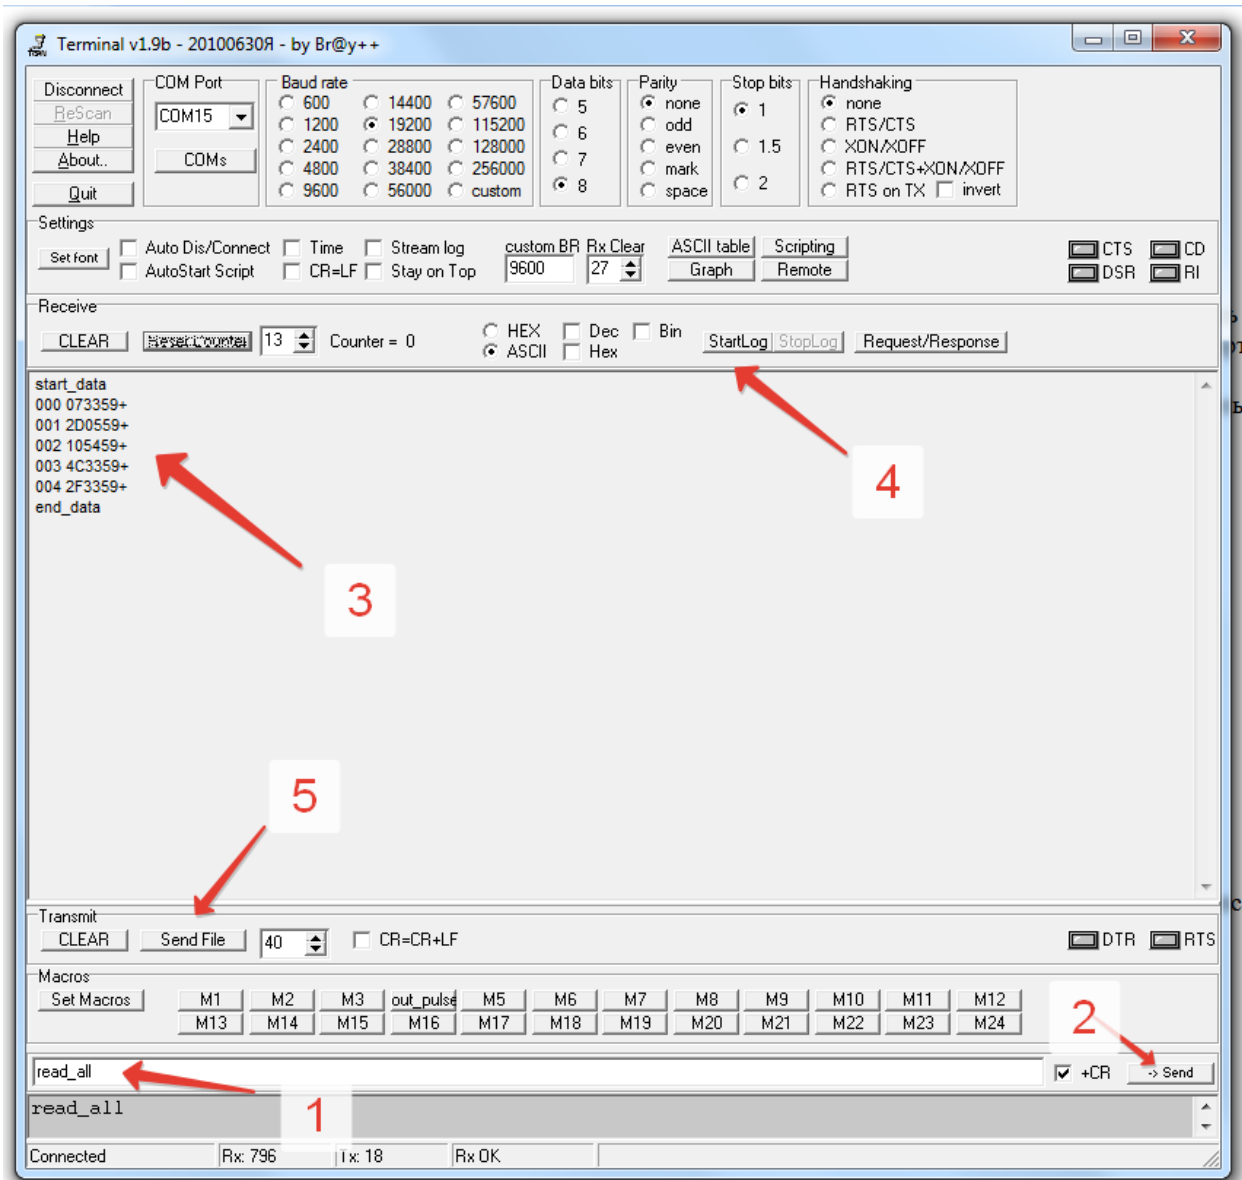 Terminal v1.9b - 20100630Я - by Br@y++
Disconnect
ReScan
Help
About..
Quit
COM Port
COM15
COMs
Baud rate
600 14400 57600
1200 19200 115200
2400 28800 128000
4800 38400 256000
9600 56000 custom
Data bits
5
6
7
8
Parity
none
odd
even
mark
space
Stop bits
1
1.5
2
Handshaking
none
RTS/CTS
XON/XOFF
RTS/CTS+XON/XOFF
RTS on TX invert
Settings
Set font
Auto Dis/Connect Time Stream log
AutoStart Script CR=LF Stay on Top
custom BR Rx Clear
9600 27
ASCII table Scripting
Graph Remote
CTS CD
DSR RI
Receive
CLEAR Reset Counter 13 Counter = 0
HEX Dec Bin
ASCII Hex
StartLog StopLog Request/Response
start_data
000 073359+
001 2D0559+
002 105459+
003 4C3359+
004 2F3359+
end_data
4
3
5
Transmit
CLEAR Send File 40 CR=CR+LF DTR RTS
Macros
Set Macros M1 M2 M3 out_pulse M5 M6 M7 M8 M9 M10 M11 M12
M13 M14 M15 M16 M17 M18 M19 M20 M21 M22 M23 M24
2
read_all +CR -> Send
read_all
1
Connected Rx: 796 Tx: 18 Rx OK